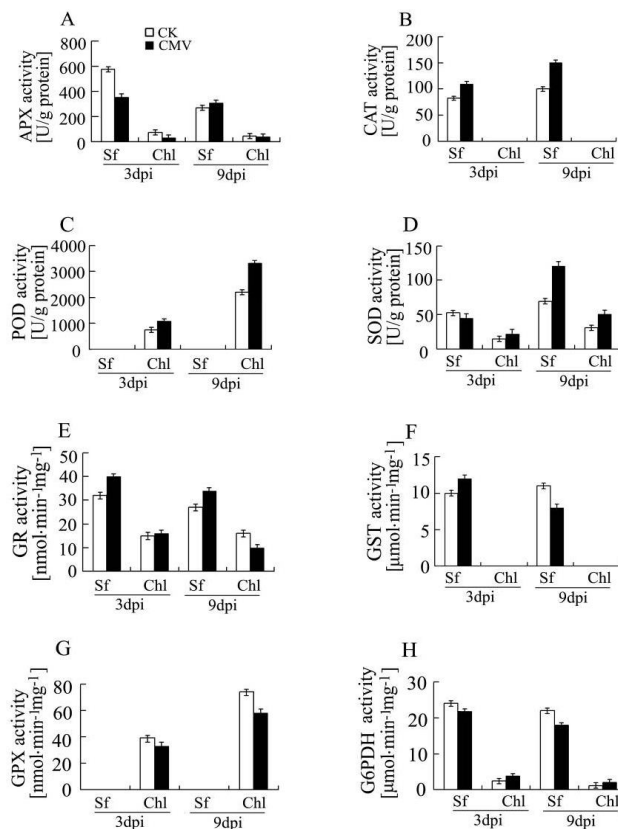 A
APX activity
[U/g protein]
800
600
400
200
0
CK
CMV
Sf Chl Sf Chl
3dpi 9dpi
B
CAT activity
[U/g protein]
200
150
100
50
0
Sf Chl Sf Chl
3dpi 9dpi
C
POD activity
[U/g protein]
4000
3000
2000
1000
0
Sf Chl Sf Chl
3dpi 9dpi
D
SOD activity
[U/g protein]
150
100
50
0
Sf Chl Sf Chl
3dpi 9dpi
E
GR activity
[nmol·min-1mg-1]
50
40
30
20
10
0
Sf Chl Sf Chl
3dpi 9dpi
F
GST activity
[μmol·min-1mg-1]
15
10
5
0
Sf Chl Sf Chl
3dpi 9dpi
G
GPX activity
[nmol·min-1mg-1]
80
60
40
20
0
Sf Chl Sf Chl
3dpi 9dpi
H
G6PDH activity
[μmol·min-1mg-1]
30
20
10
0
Sf Chl Sf Chl
3dpi 9dpi